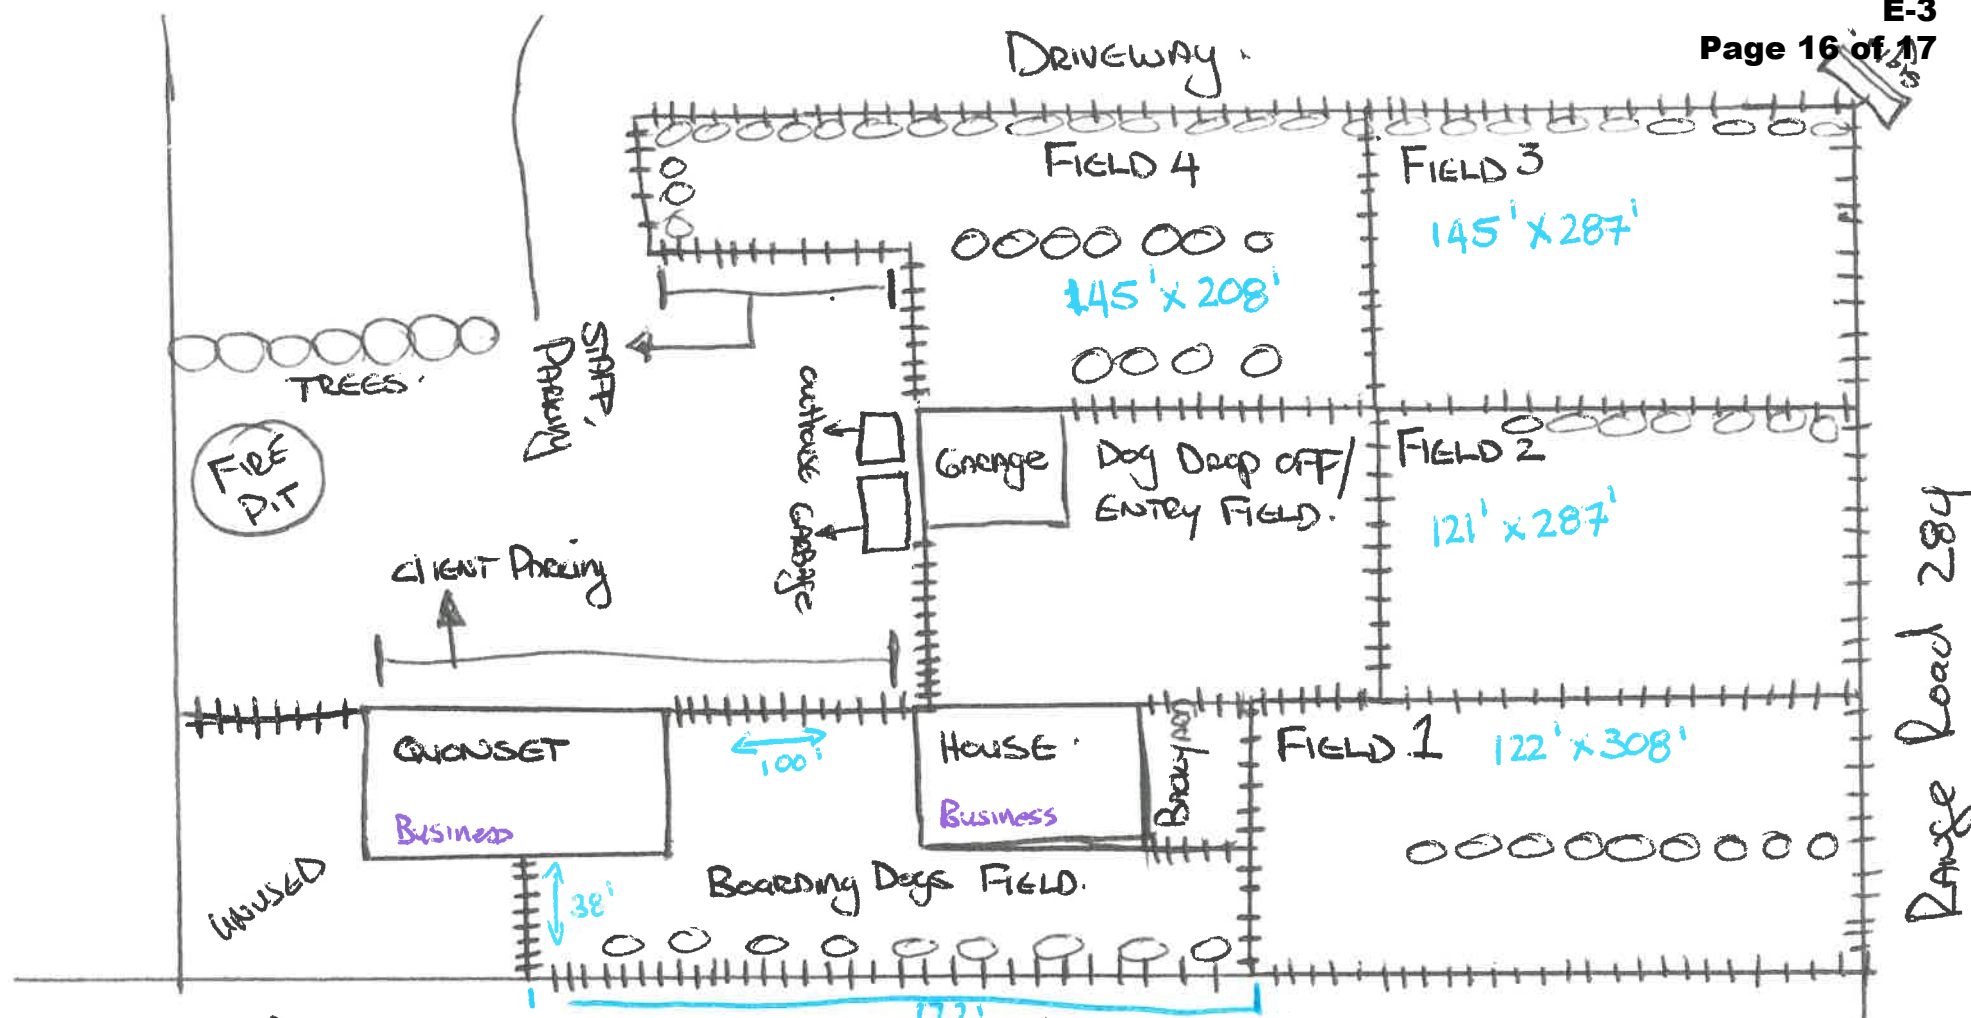 E-3
Page 16 of 17
DRIVEWAY.
FIELD 4
FIELD 3
145' x 287'
145' x 208'
STAFF
PARKING
TREES.
OUTHOUSE
GARAGE
DOG DROP OFF/
ENTRY FIELD.
FIELD 2
121' x 287'
FIRE
PIT
GARBAGE
CLIENT PARKING
Range Road 284
QUONSET
Business
100'
HOUSE
Business
BACKYARD
FIELD 1
122' x 308'
UNUSED
38'
BOARDING DOGS FIELD.
172'